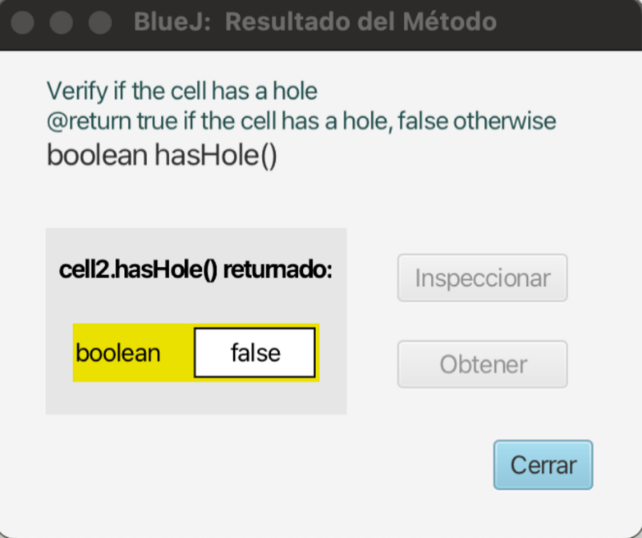 BlueJ: Resultado del Método
Verify if the cell has a hole
@return true if the cell has a hole, false otherwise
boolean hasHole()
cell2.hasHole() returnado:
boolean false
Inspeccionar
Obtener
Cerrar